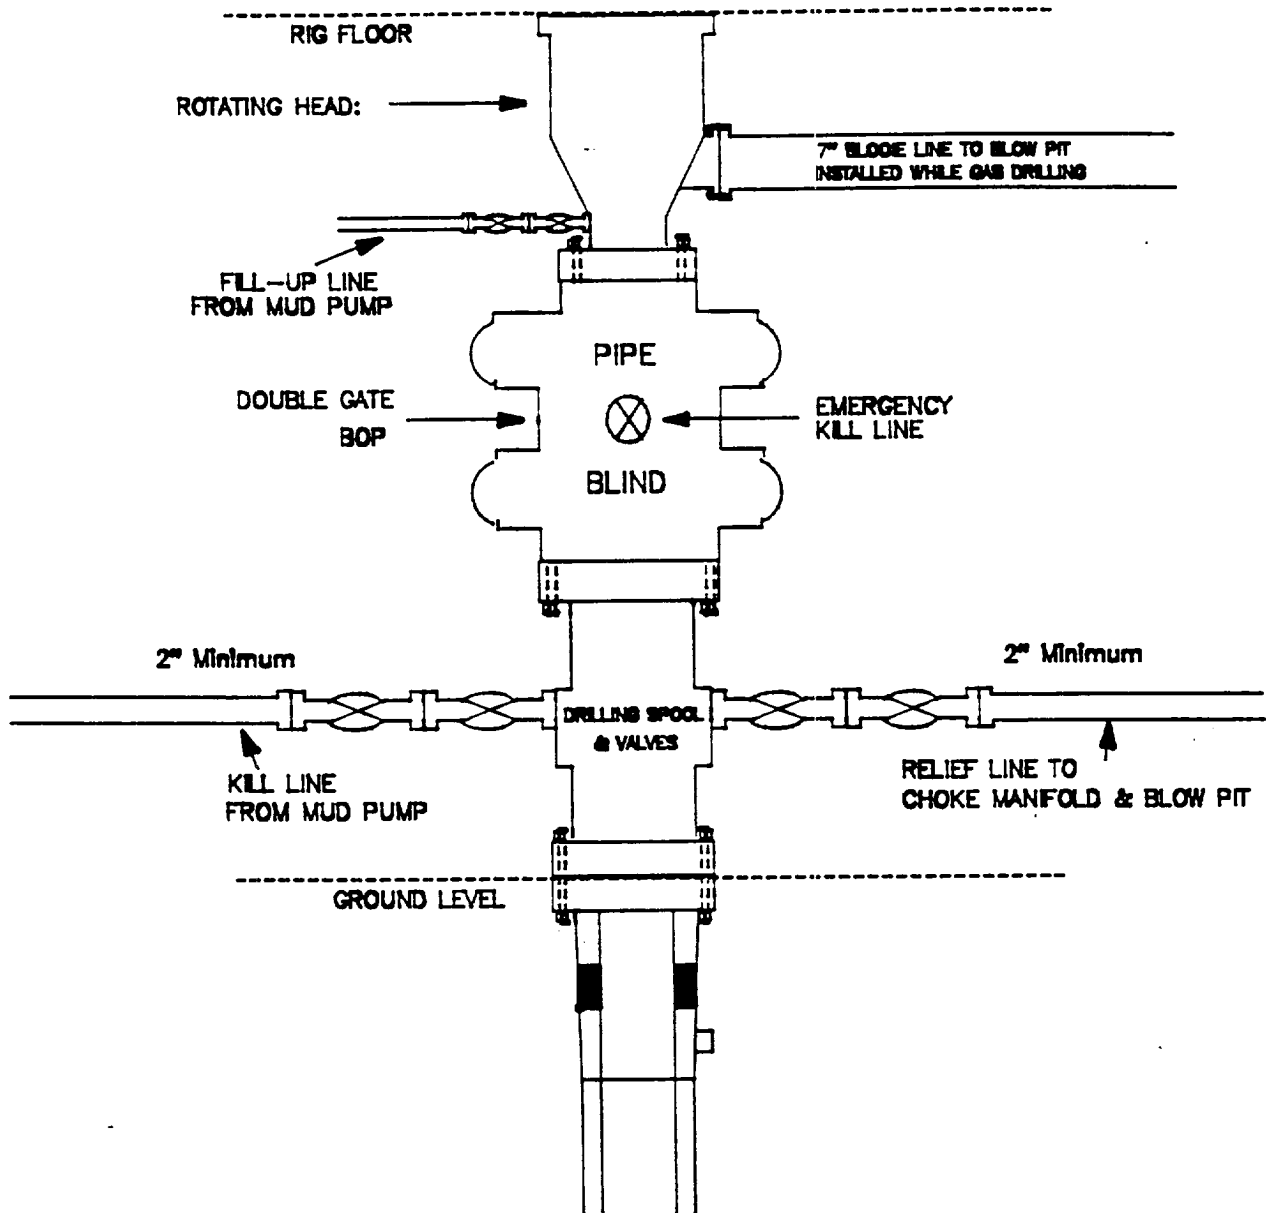 RIG FLOOR
ROTATING HEAD:
7" BLOOIE LINE TO BLOW PIT
INSTALLED WHILE GAS DRILLING
FILL-UP LINE
FROM MUD PUMP
PIPE
DOUBLE GATE
BOP
EMERGENCY
KILL LINE
BLIND
2" Minimum
2" Minimum
DRILLING SPOOL
& VALVES
KILL LINE
FROM MUD PUMP
RELIEF LINE TO
CHOKE MANIFOLD & BLOW PIT
GROUND LEVEL